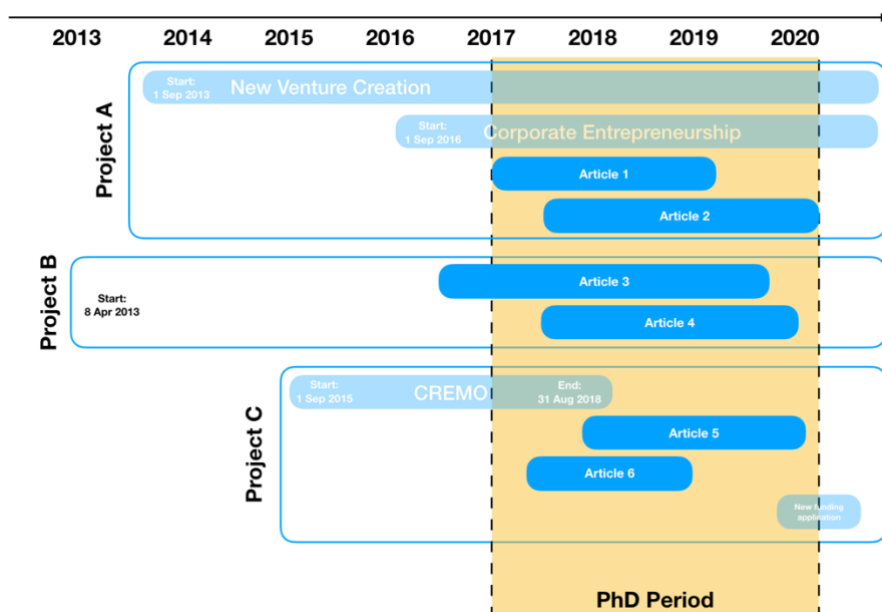 2013 2014 2015 2016 2017 2018 2019 2020
Project A
Start:
1 Sep 2013
New Venture Creation
Start:
1 Sep 2016
Corporate Entrepreneurship
Article 1
Article 2
Project B
Start:
8 Apr 2013
Article 3
Article 4
Project C
Start:
1 Sep 2015
CREMO
End:
31 Aug 2018
Article 5
Article 6
New funding
application
PhD Period